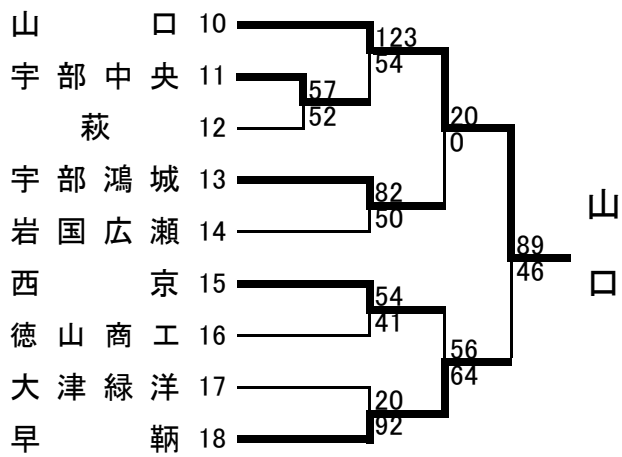 山口 10
宇部中央 11
萩 12
宇部鴻城 13
岩国広瀬 14
西京 15
徳山商工 16
大津緑洋 17
早鞆 18
57
52
123
54
82
50
54
41
20
92
20
0
56
64
89
46
山口